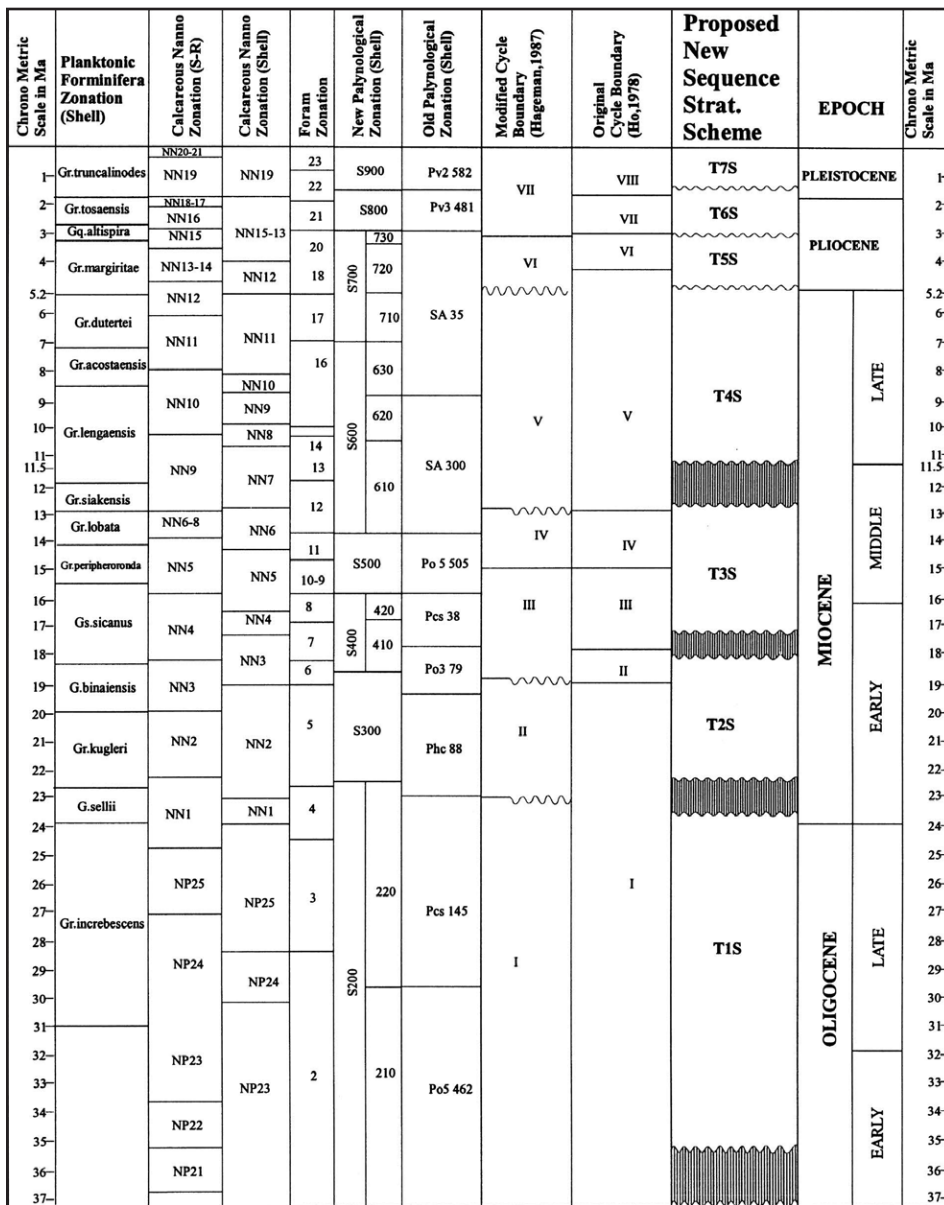 Chrono Metric
Scale in Ma
Planktonic
Forminifera
Zonation
(Shell)
Calcareous Nanno
Zonation (S-R)
Calcareous Nanno
Zonation (Shell)
Foram
Zonation
New Palynological
Zonation (Shell)
Old Palynological
Zonation (Shell)
Modified Cycle
Boundary
(Hageman,1987)
Original
Cycle Boundary
(Ho,1978)
Proposed
New
Sequence
Strat.
Scheme
EPOCH
Chrono Metric
Scale in Ma
1
2
3
4
5.2
6
7
8
9
10
11
11.5
12
13
14
15
16
17
18
19
20
21
22
23
24
25
26
27
28
29
30
31
32
33
34
35
36
37
Gr.truncalinodes
Gr.tosaensis
Gq.altispira
Gr.margiritae
Gr.dutertei
Gr.acostaensis
Gr.lengaensis
Gr.siakensis
Gr.lobata
Gr.peripheroronda
Gs.sicanus
G.binaiensis
Gr.kugleri
G.sellii
Gr.increbescens
NN20-21
NN19
NN18-17
NN16
NN15
NN13-14
NN12
NN11
NN10
NN9
NN6-8
NN5
NN4
NN3
NN2
NN1
NP25
NP24
NP23
NP22
NP21
NN19
NN15-13
NN12
NN11
NN10
NN9
NN8
NN7
NN6
NN5
NN4
NN3
NN2
NN1
NP25
NP24
NP23
23
22
21
20
18
17
16
14
13
12
11
10-9
8
7
6
5
4
3
2
S900
S800
S700
730
720
710
S600
630
620
610
S500
S400
420
410
S300
S200
220
210
Pv2 582
Pv3 481
SA 35
SA 300
Po 5 505
Pcs 38
Po3 79
Phc 88
Pcs 145
Po5 462
VII
VI
V
IV
III
II
I
VIII
VII
VI
V
IV
III
II
I
T7S
T6S
T5S
T4S
T3S
T2S
T1S
PLEISTOCENE
PLIOCENE
MIOCENE
LATE
MIDDLE
EARLY
OLIGOCENE
LATE
EARLY
1
2
3
4
5.2
6
7
8
9
10
11
11.5
12
13
14
15
16
17
18
19
20
21
22
23
24
25
26
27
28
29
30
31
32
33
34
35
36
37